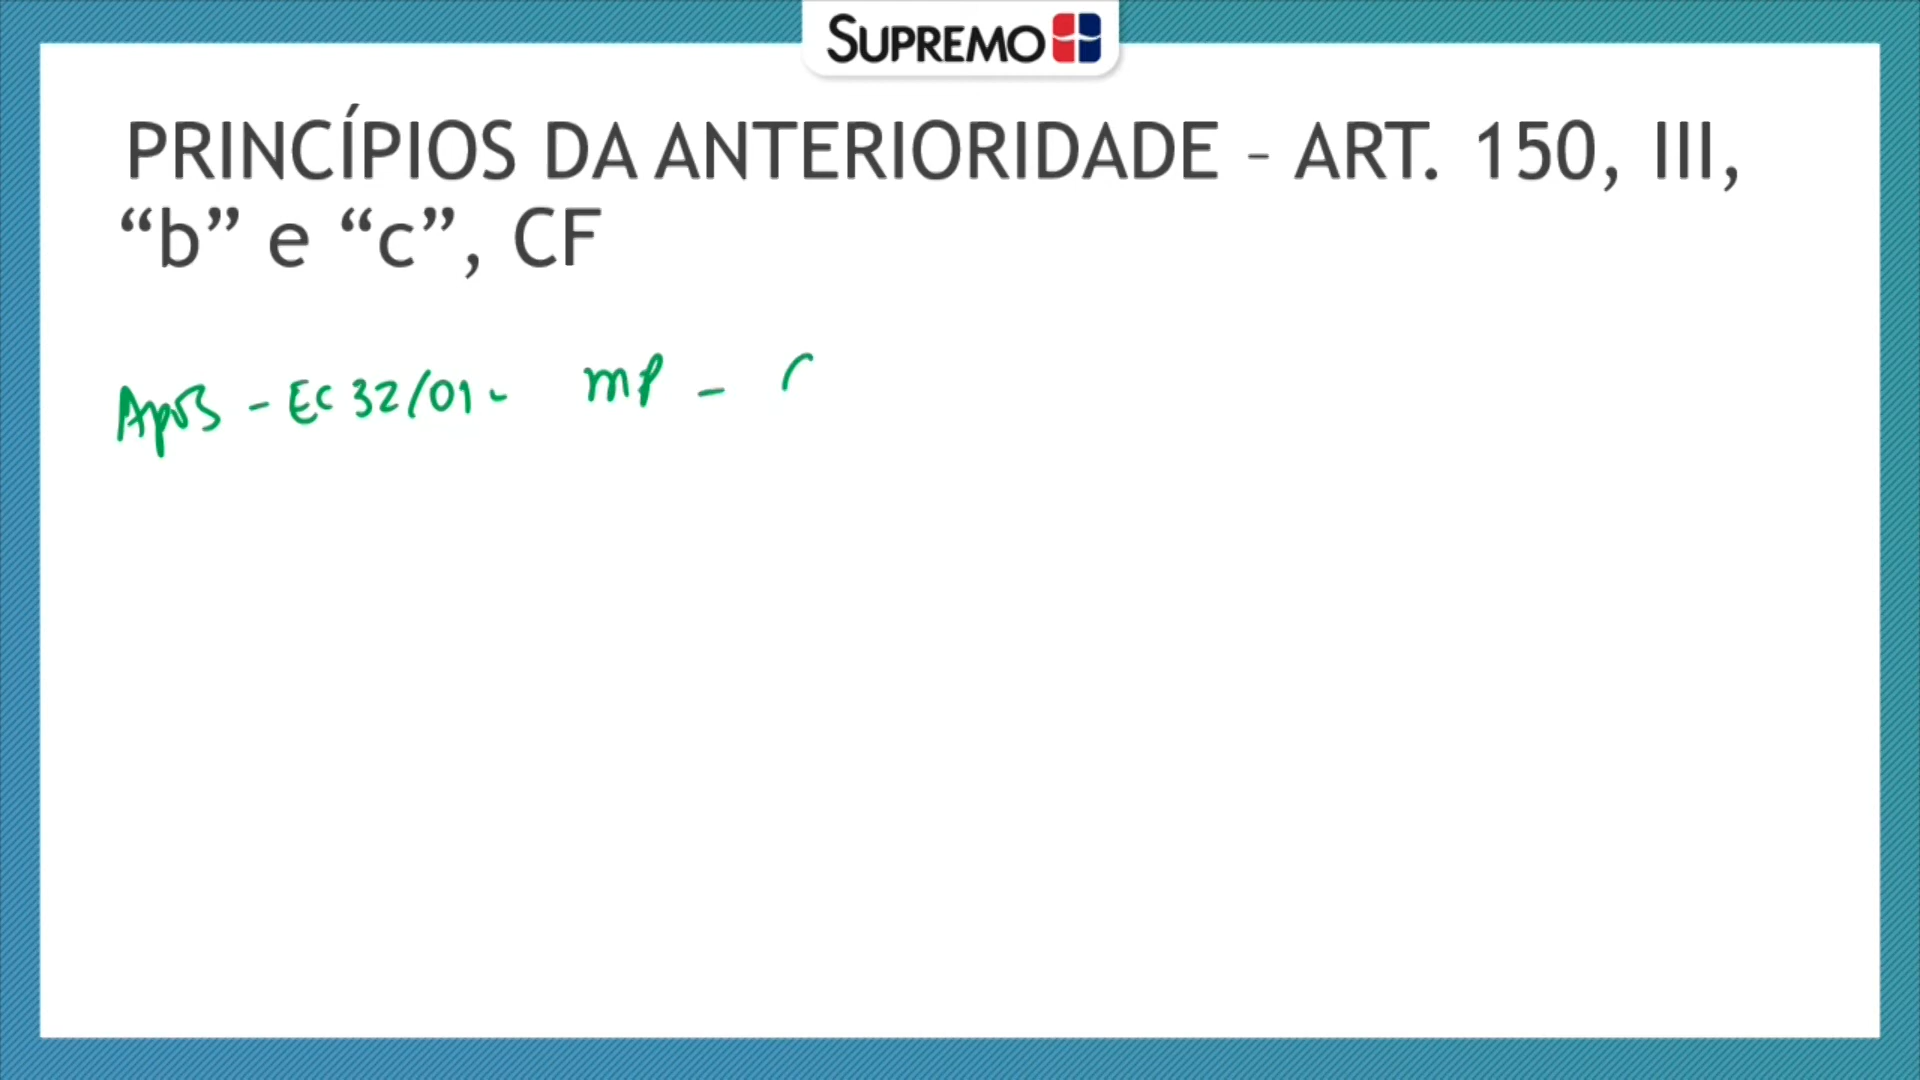 SUPREMO
PRINCÍPIOS DA ANTERIORIDADE – ART. 150, III,
“b” e “c”, CF
Após - EC 32/01 - MP -